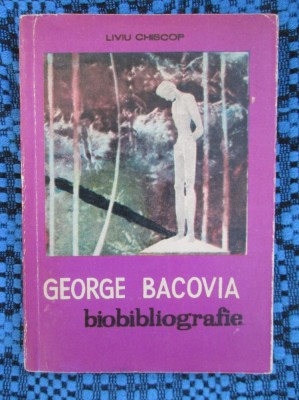 LIVIU CHISCOP
GEORGE BACOVIA
biobibliografie